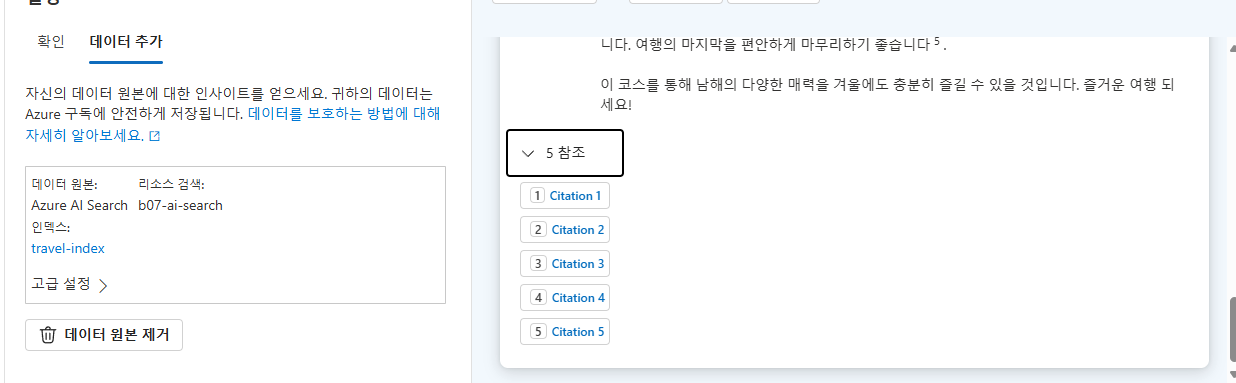 확인 데이터 추가
자신의 데이터 원본에 대한 인사이트를 얻으세요. 귀하의 데이터는
Azure 구독에 안전하게 저장됩니다. 데이터를 보호하는 방법에 대해
자세히 알아보세요.
데이터 원본: 리소스 검색:
Azure AI Search b07-ai-search
인덱스:
travel-index
고급 설정
데이터 원본 제거
니다. 여행의 마지막을 편안하게 마무리하기 좋습니다 5 .
이 코스를 통해 남해의 다양한 매력을 겨울에도 충분히 즐길 수 있을 것입니다. 즐거운 여행 되
세요!
5 참조
1 Citation 1
2 Citation 2
3 Citation 3
4 Citation 4
5 Citation 5